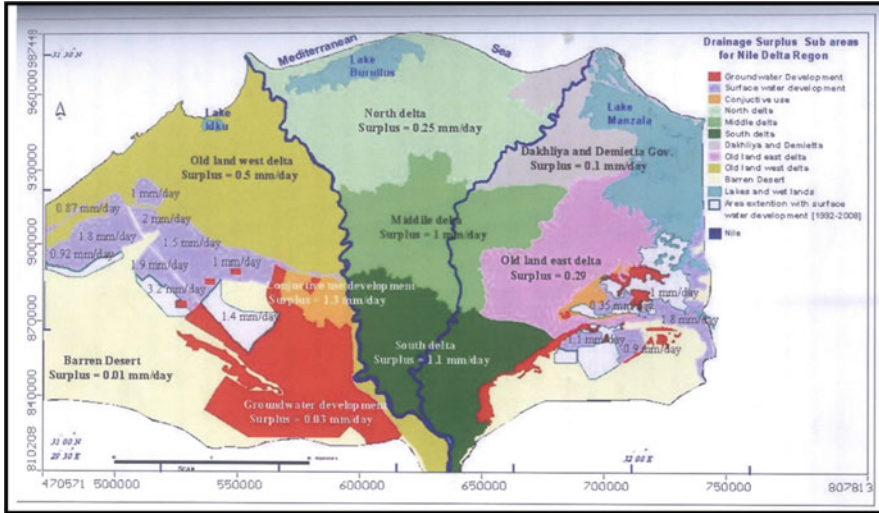 Drainage Surplus Sub areas
for Nile Delta Regon
Groundwater Development
Surface water development
Conjuctive use
North delta
Middle delta
South delta
Dakhliya and Demietta
Old land east delta
Old land west delta
Barren Desert
Lakes and wet lands
Area extention with surface
water development [1992-2008]
Nile
Mediterranean Sea
Lake
Burullus
Lake
Idku
Lake
Manzala
North delta
Surplus = 0.25 mm/day
Dakhliya and Demietta Gov.
Surplus = 0.1 mm/day
Old land west delta
Surplus = 0.5 mm/day
Middile delta
Surplus = 1 mm/day
Old land east delta
Surplus = 0.29
1 mm/day
0.87 mm/day
2 mm/day
1.8 mm/day
1.5 mm/day
0.92 mm/day
1.9 mm/day
1 mm/day
3.2 mm/day
1.4 mm/day
Conjuctive use development
Surplus = 1.3 mm/day
0.35 mm/day
1 mm/day
1.8 mm/day
1.1 mm/day
0.9 mm/day
South delta
Surplus = 1.1 mm/day
Barren Desert
Surplus = 0.01 mm/day
Groundwater development
Surplus = 0.03 mm/day
987448
960000
930000
900000
870000
840000
810208
31 30 N
31 00 N
29 30 E
32 00 E
470571
500000
550000
600000
650000
700000
750000
807813